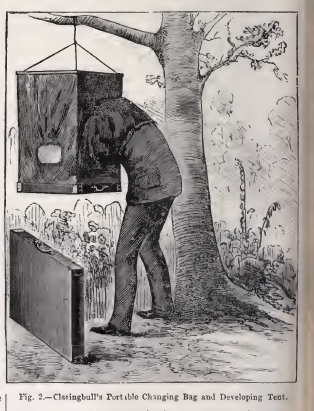 Fig. 2.—Claringbull's Portable Changing Bag and Developing Tent.